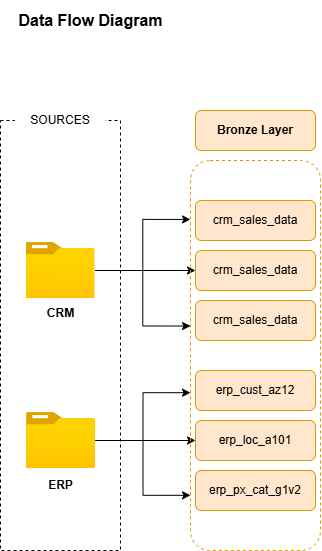 Data Flow Diagram
SOURCES
Bronze Layer
crm_sales_data
crm_sales_data
CRM
crm_sales_data
erp_cust_az12
erp_loc_a101
ERP
erp_px_cat_g1v2